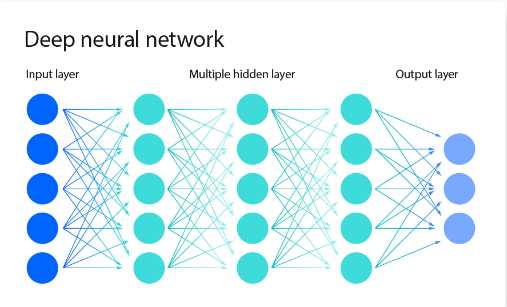 Deep neural network
Input layer
Multiple hidden layer
Output layer